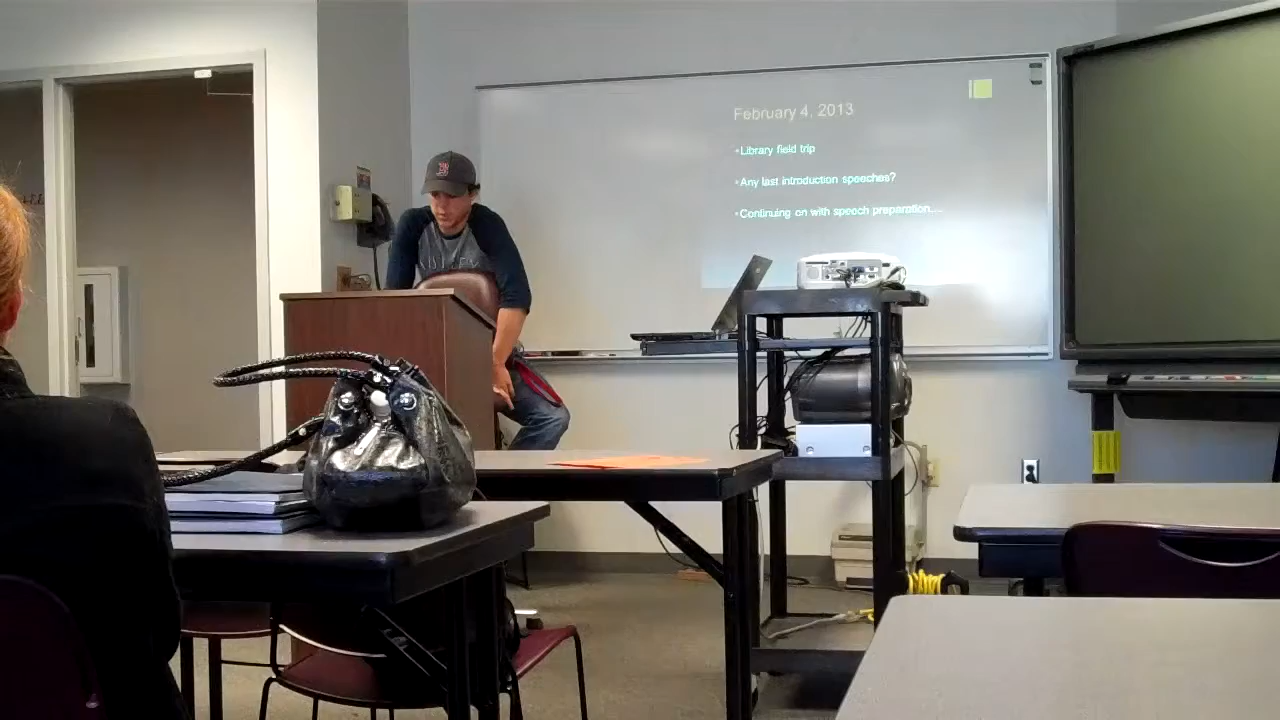 February 4, 2013
•Library field trip
•Any last introduction speeches?
•Continuing on with speech preparation....
B